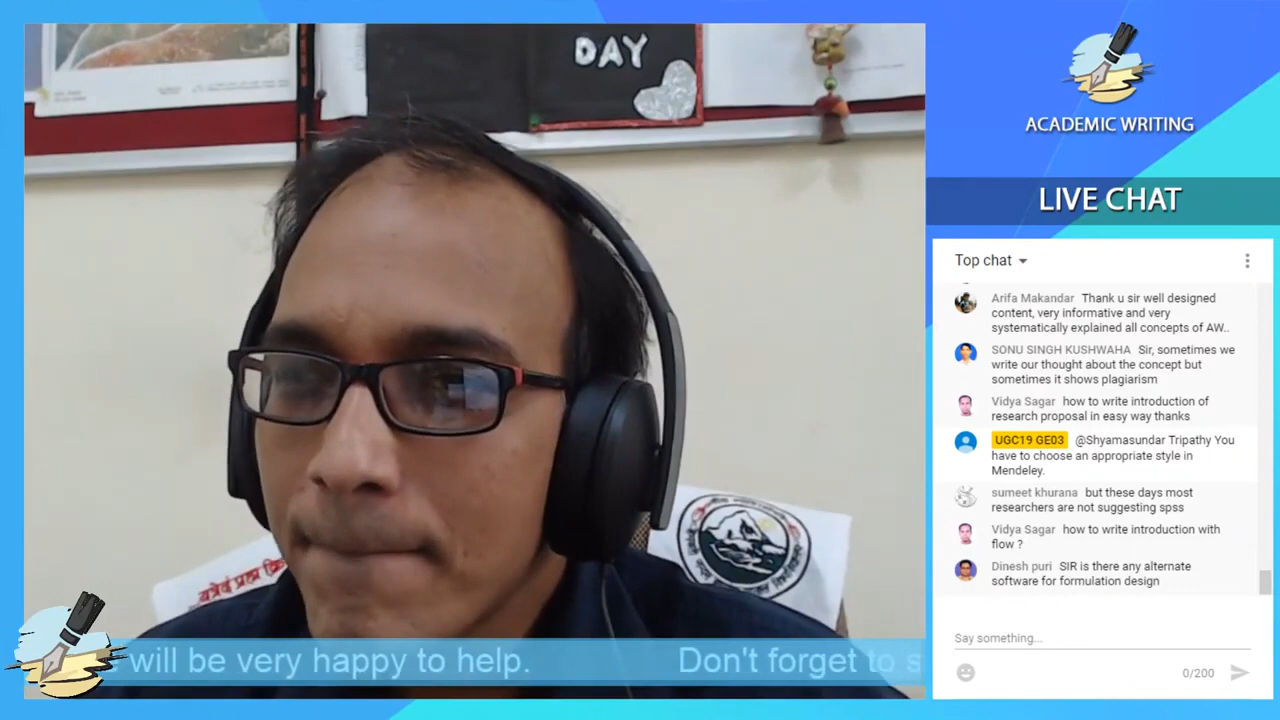 DAY
यत्रेदं ब्रह्म क्रि
will be very happy to help.
Don't forget to s
ACADEMIC WRITING
LIVE CHAT
Top chat
Arifa Makandar Thank u sir well designed
content, very informative and very
systematically explained all concepts of AW..
SONU SINGH KUSHWAHA Sir, sometimes we
write our thought about the concept but
sometimes it shows plagiarism
Vidya Sagar how to write introduction of
research proposal in easy way thanks
UGC19 GE03 @Shyamasundar Tripathy You
have to choose an appropriate style in
Mendeley.
sumeet khurana but these days most
researchers are not suggesting spss
Vidya Sagar how to write introduction with
flow ?
Dinesh puri SIR is there any alternate
software for formulation design
Say something...
0/200